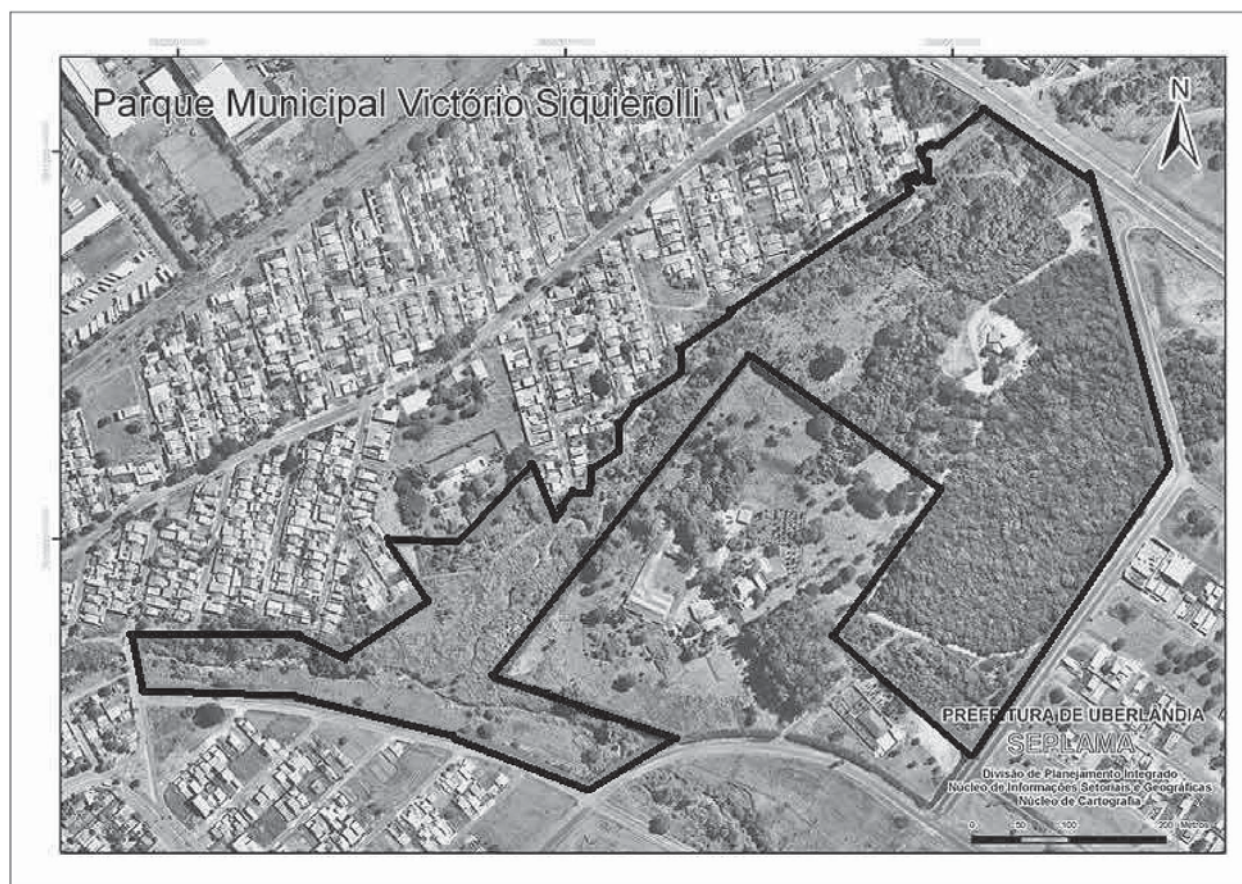 Parque Municipal Victório Siquierolli
N
PREFEITURA DE UBERLÂNDIA
SEPLAMA
Divisão de Planejamento Integrado
Núcleo de Informações Setoriais e Geográficas
Núcleo de Cartografia
0 50 100 200 Metros